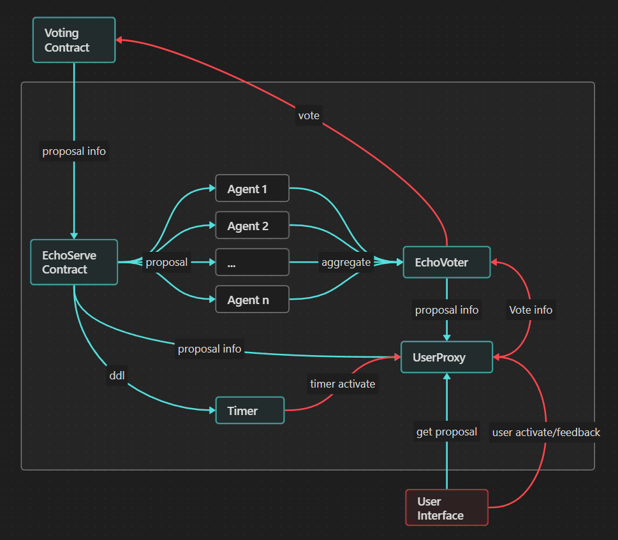 Voting
Contract
vote
proposal info
Agent 1
Agent 2
...
Agent n
EchoServe
Contract
proposal
aggregate
EchoVoter
proposal info
Vote info
proposal info
UserProxy
ddl
timer activate
Timer
get proposal
user activate/feedback
User
Interface